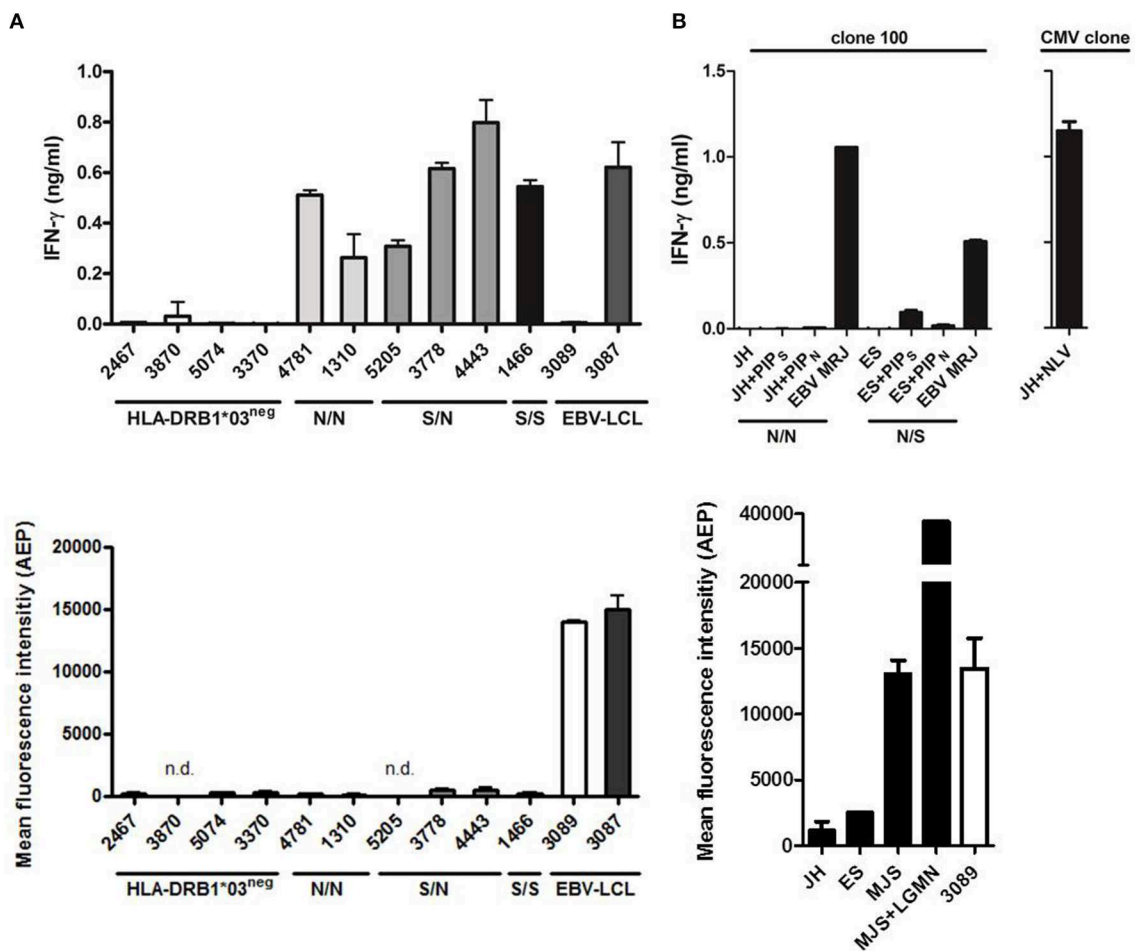 A
IFN-γ (ng/ml)
1.0
0.8
0.6
0.4
0.2
0.0
2467
3870
5074
3370
4781
1310
5205
3778
4443
1466
3089
3087
HLA-DRB1*03neg
N/N
S/N
S/S
EBV-LCL
B
clone 100
CMV clone
IFN-γ (ng/ml)
1.5
1.0
0.5
0.0
JH
JH+PIPS
JH+PIPN
EBV MRJ
ES
ES+PIPS
ES+PIPN
EBV MRJ
JH+NLV
N/N
N/S
Mean fluorescence intensitiy (AEP)
20000
15000
10000
5000
0
n.d.
n.d.
2467
3870
5074
3370
4781
1310
5205
3778
4443
1466
3089
3087
HLA-DRB1*03neg
N/N
S/N
S/S
EBV-LCL
Mean fluorescence intensitiy (AEP)
40000
20000
15000
10000
5000
0
JH
ES
MJS
MJS+LGMN
3089